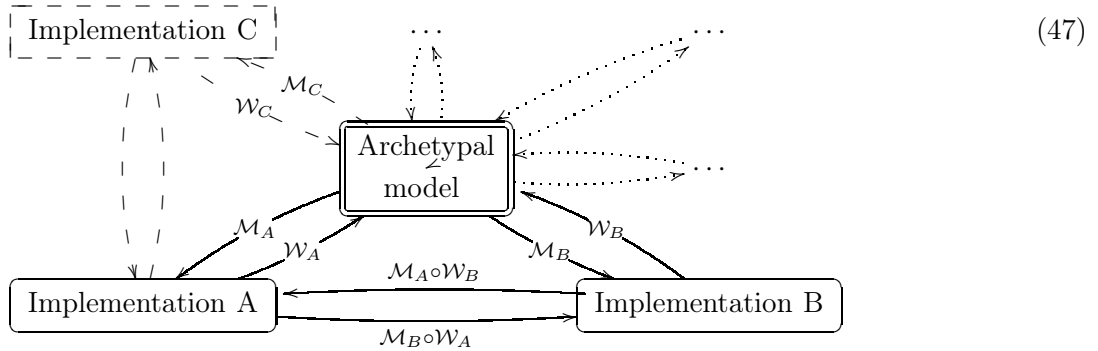 Implementation C
...
...
(47)
ℳ_C
𝒲_C
Archetypal
model
...
ℳ_A
𝒲_A
ℳ_B
𝒲_B
ℳ_A∘𝒲_B
Implementation A
Implementation B
ℳ_B∘𝒲_A